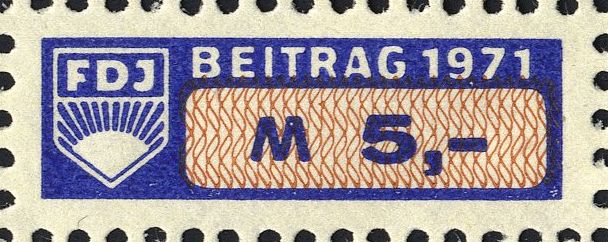 FDJ
BEITRAG 1971
M 5,-